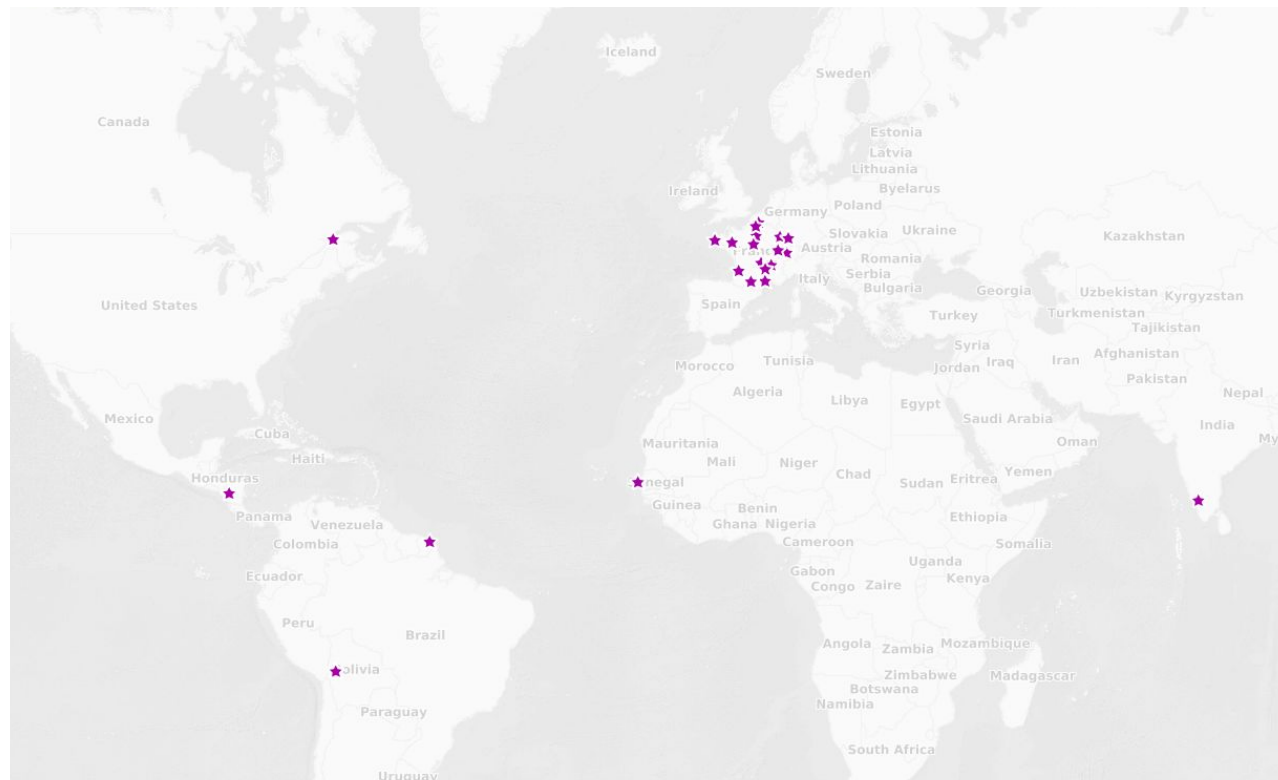 Iceland
Sweden
Canada
Estonia
Latvia
Lithuania
Byelarus
Ireland
Poland
Germany
Ukraine
Slovakia
Kazakhstan
Austria
Franc
Romania
Serbia
Italy
Bulgaria
Georgia
Uzbekistan
Kyrgyzstan
United States
Spain
Turkey
Turkmenistan
Tajikistan
Syria
Afghanistan
Iraq
Iran
Tunisia
Morocco
Jordan
Pakistan
Algeria
Nepal
Libya
Egypt
Mexico
Saudi Arabia
India
Cuba
Oman
My
Mauritania
Haiti
Mali
Niger
Chad
Yemen
Honduras
Eritrea
Sudan
negal
Guinea
Benin
Panama
Ethiopia
Venezuela
Ghana
Nigeria
Cameroon
Colombia
Somalia
Uganda
Gabon
Ecuador
Kenya
Congo
Zaire
Peru
Brazil
Angola
Mozambique
Zambia
olivia
Zimbabwe
Madagascar
Botswana
Namibia
Paraguay
South Africa
Uruguay